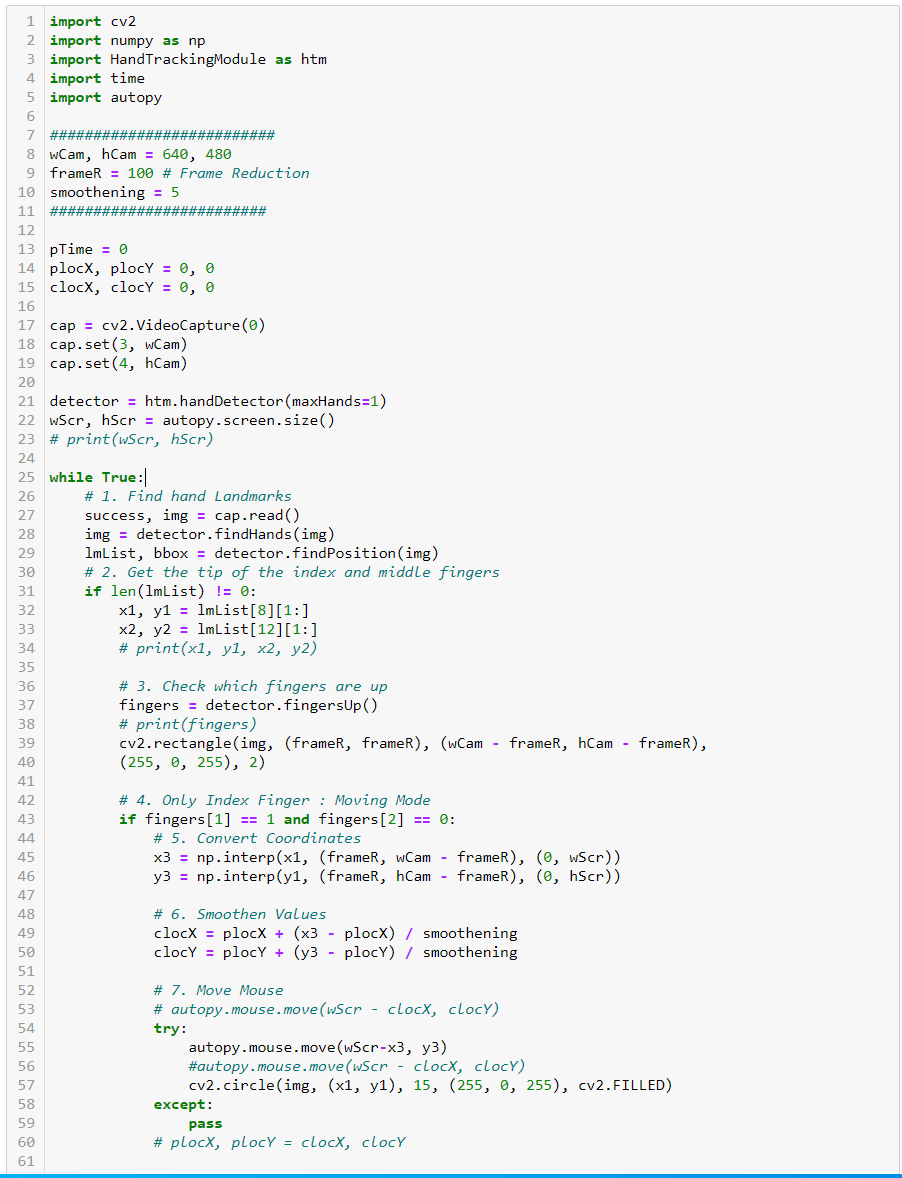 1 import cv2
2 import numpy as np
3 import HandTrackingModule as htm
4 import time
5 import autopy
6
7 ##########################
8 wCam, hCam = 640, 480
9 frameR = 100 # Frame Reduction
10 smoothening = 5
11 #########################
12
13 pTime = 0
14 plocX, plocY = 0, 0
15 clocX, clocY = 0, 0
16
17 cap = cv2.VideoCapture(0)
18 cap.set(3, wCam)
19 cap.set(4, hCam)
20
21 detector = htm.handDetector(maxHands=1)
22 wScr, hScr = autopy.screen.size()
23 # print(wScr, hScr)
24
25 while True:
26     # 1. Find hand Landmarks
27     success, img = cap.read()
28     img = detector.findHands(img)
29     lmList, bbox = detector.findPosition(img)
30     # 2. Get the tip of the index and middle fingers
31     if len(lmList) != 0:
32         x1, y1 = lmList[8][1:]
33         x2, y2 = lmList[12][1:]
34         # print(x1, y1, x2, y2)
35
36         # 3. Check which fingers are up
37         fingers = detector.fingersUp()
38         # print(fingers)
39         cv2.rectangle(img, (frameR, frameR), (wCam - frameR, hCam - frameR),
40         (255, 0, 255), 2)
41
42         # 4. Only Index Finger : Moving Mode
43         if fingers[1] == 1 and fingers[2] == 0:
44             # 5. Convert Coordinates
45             x3 = np.interp(x1, (frameR, wCam - frameR), (0, wScr))
46             y3 = np.interp(y1, (frameR, hCam - frameR), (0, hScr))
47
48             # 6. Smoothen Values
49             clocX = plocX + (x3 - plocX) / smoothening
50             clocY = plocY + (y3 - plocY) / smoothening
51
52             # 7. Move Mouse
53             # autopy.mouse.move(wScr - clocX, clocY)
54             try:
55                 autopy.mouse.move(wScr-x3, y3)
56                 #autopy.mouse.move(wScr - clocX, clocY)
57                 cv2.circle(img, (x1, y1), 15, (255, 0, 255), cv2.FILLED)
58             except:
59                 pass
60             # plocX, plocY = clocX, clocY
61